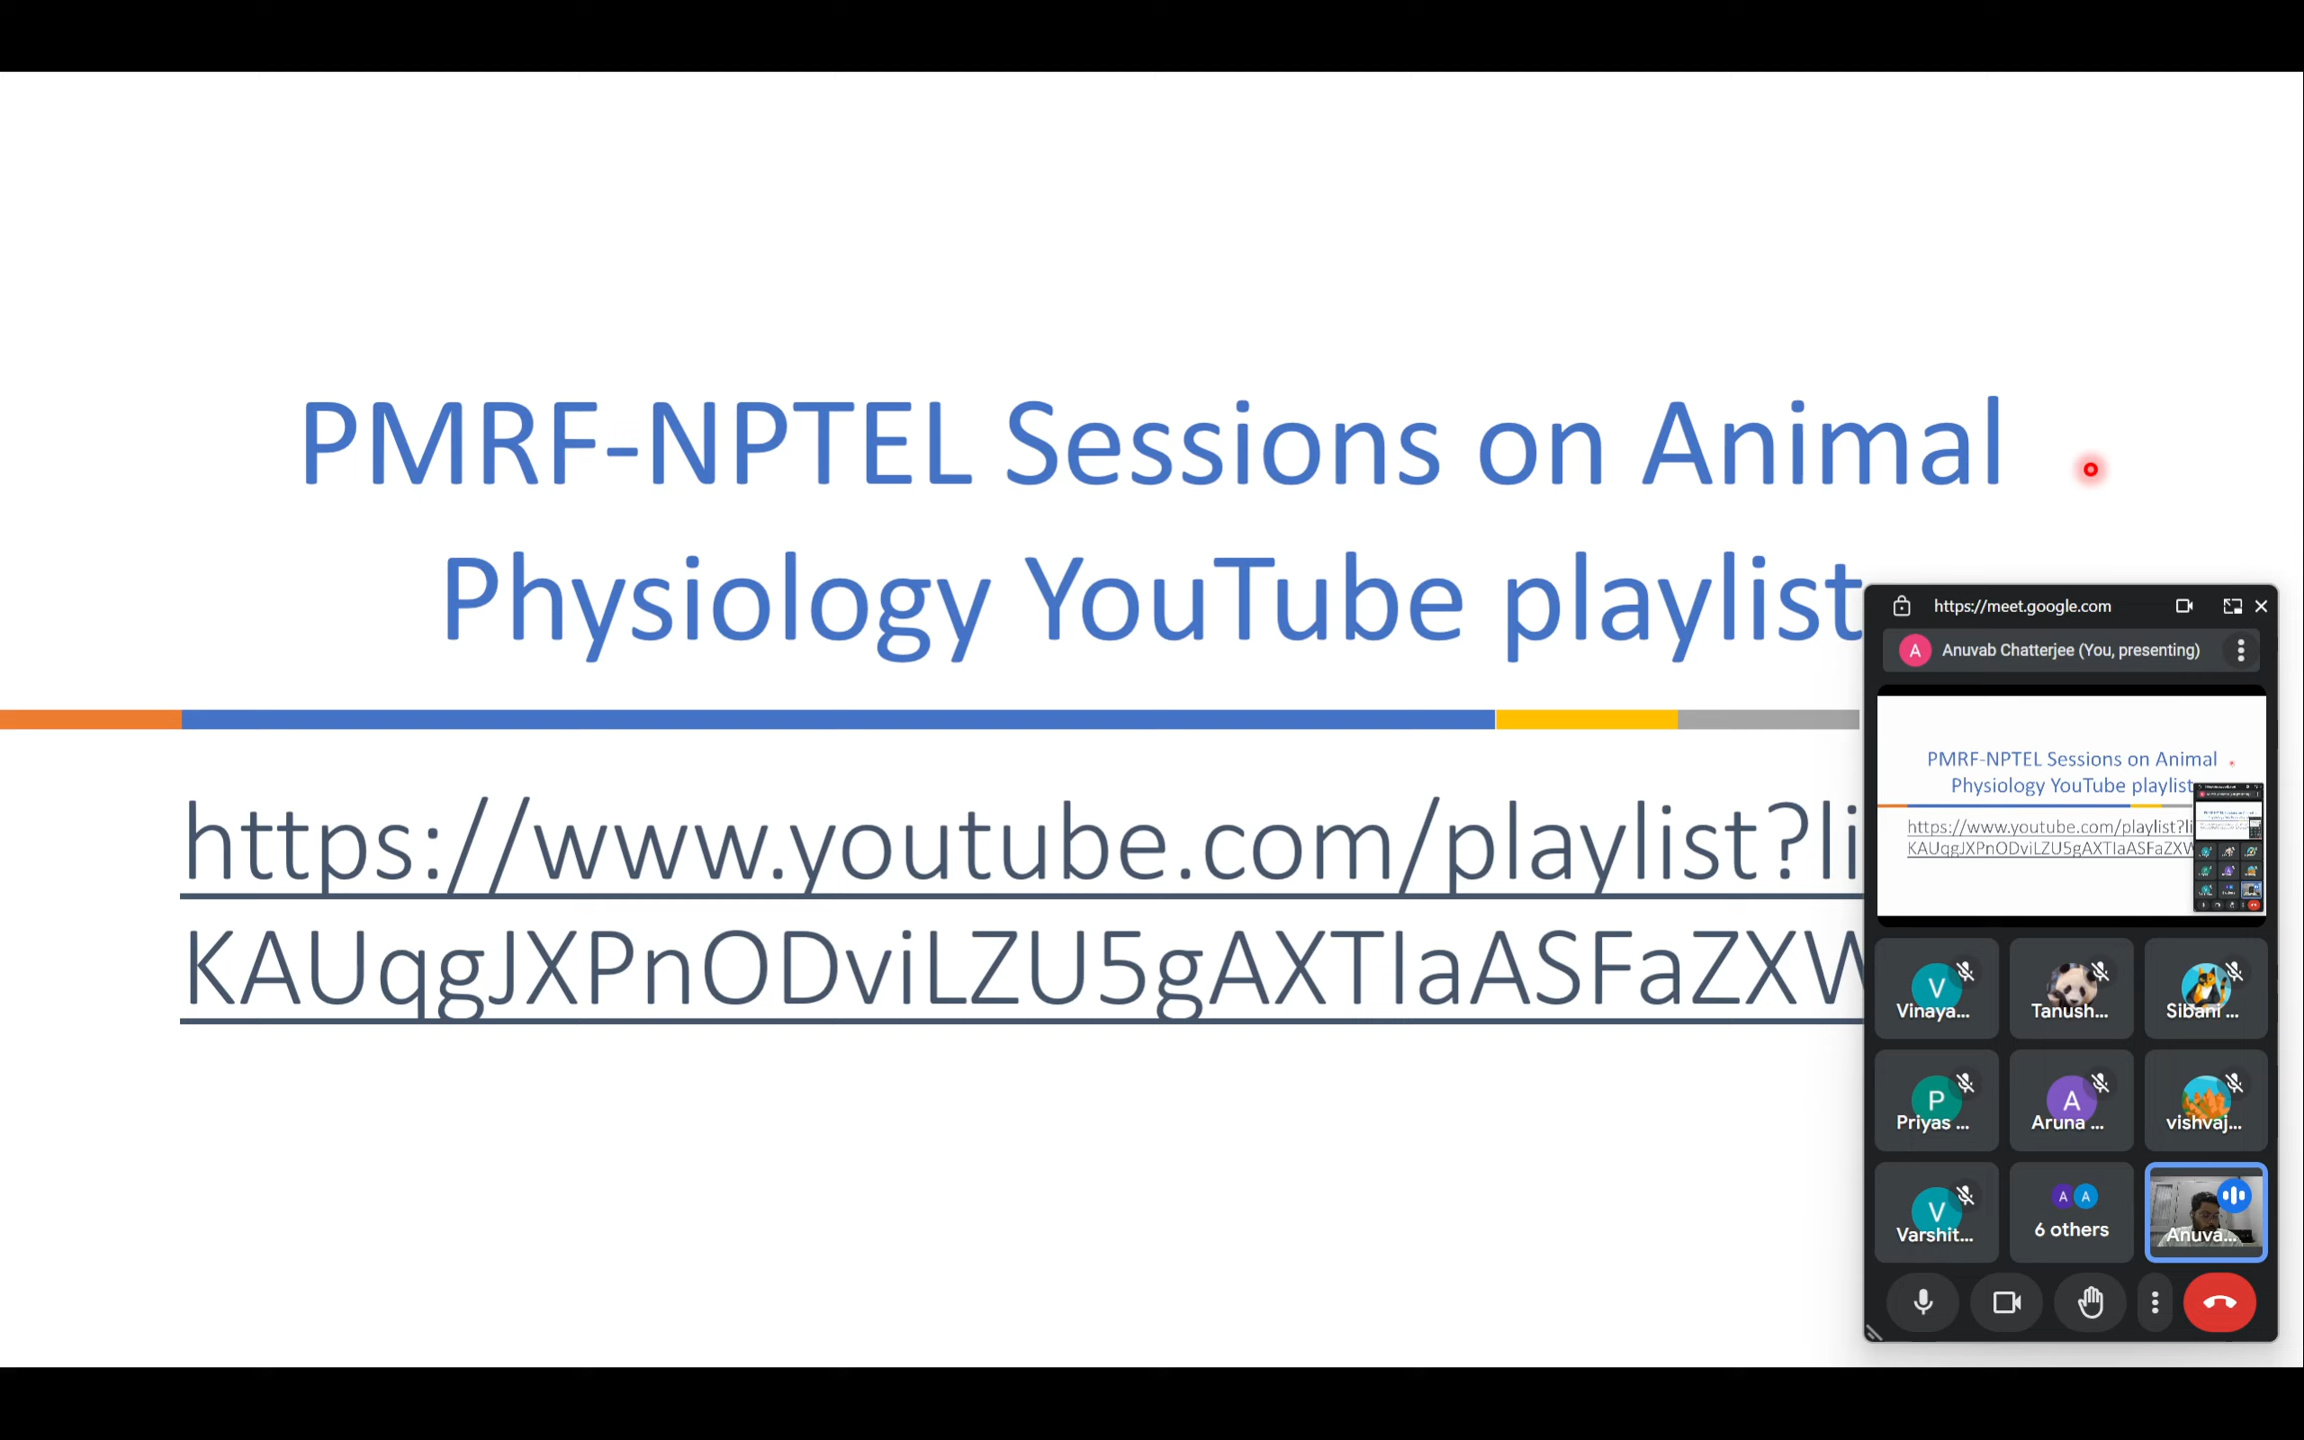 PMRF-NPTEL Sessions on Animal
Physiology YouTube playlist
https://www.youtube.com/playlist?li
KAUqgJXPnODviLZU5gAXTIaASFaZXW
https://meet.google.com
A Anuvab Chatterjee (You, presenting)
PMRF-NPTEL Sessions on Animal
Physiology YouTube playlist
https://www.youtube.com/playlist?li
KAUqgJXPnODviLZU5gAXTIaASFaZXW
V
Vinaya...
Tanush...
Sibani ...
P
Priyas ...
A
Aruna ...
vishvaj...
V
Varshit...
A A
6 others
Anuva...